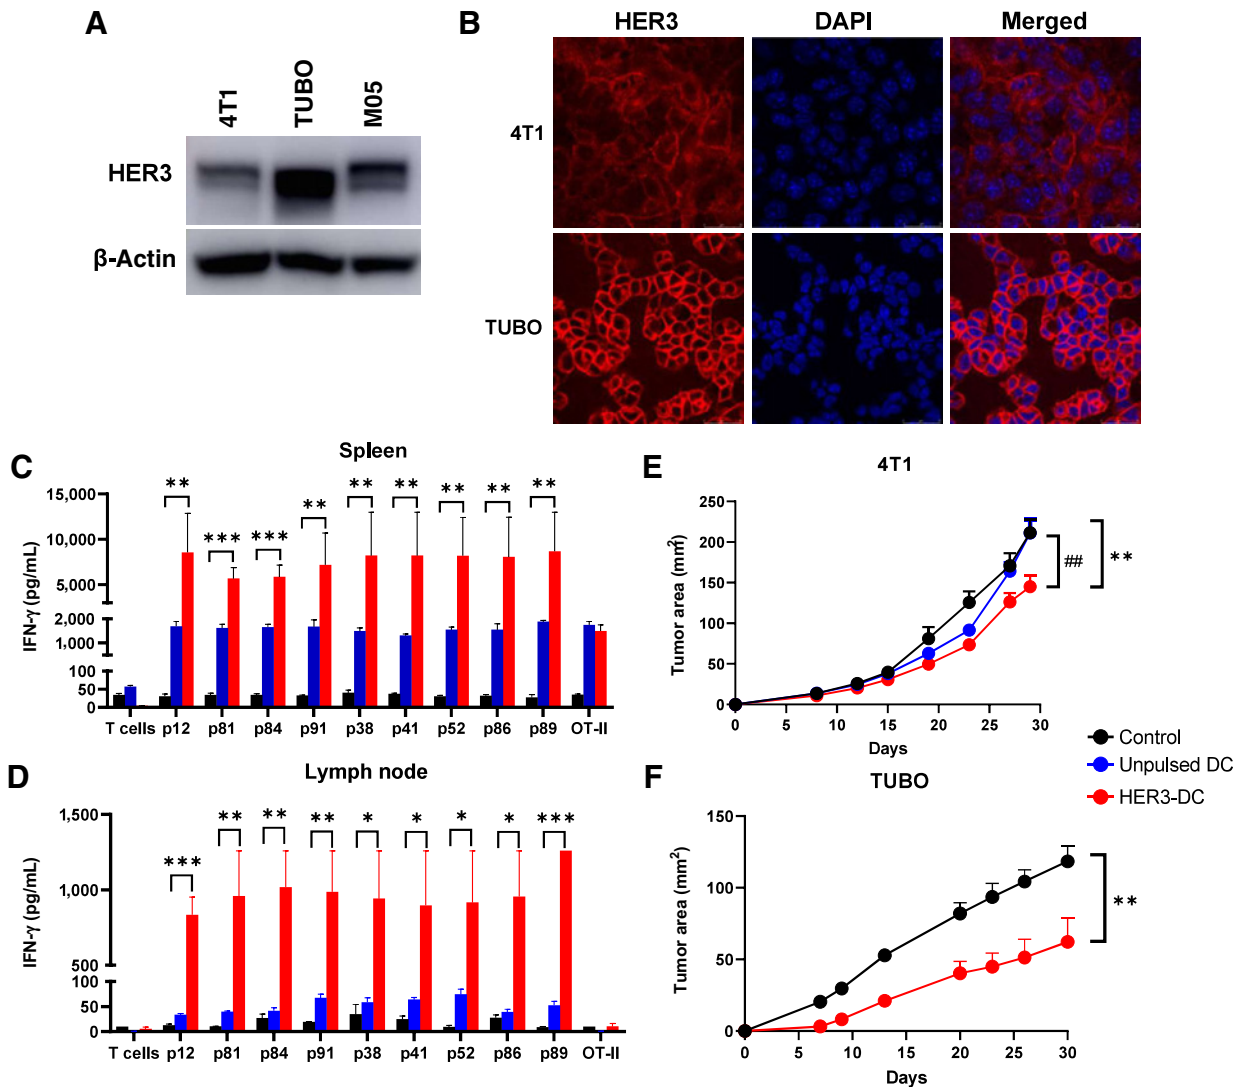 A
4T1
TUBO
M05
HER3
β-Actin
B
HER3 DAPI Merged
4T1
TUBO
C
Spleen
IFN-γ (pg/mL)
15,000
10,000
5,000
2,000
1,000
100
50
0
** *** *** ** ** ** ** ** **
T cells p12 p81 p84 p91 p38 p41 p52 p86 p89 OT-II
D
Lymph node
IFN-γ (pg/mL)
1,500
1,000
500
100
50
0
*** ** ** ** * * * * ***
T cells p12 p81 p84 p91 p38 p41 p52 p86 p89 OT-II
E
4T1
Tumor area (mm²)
250
200
150
100
50
0
0 5 10 15 20 25 30
Days
## **
Control
Unpulsed DC
HER3-DC
F
TUBO
Tumor area (mm²)
150
100
50
0
0 5 10 15 20 25 30
Days
**